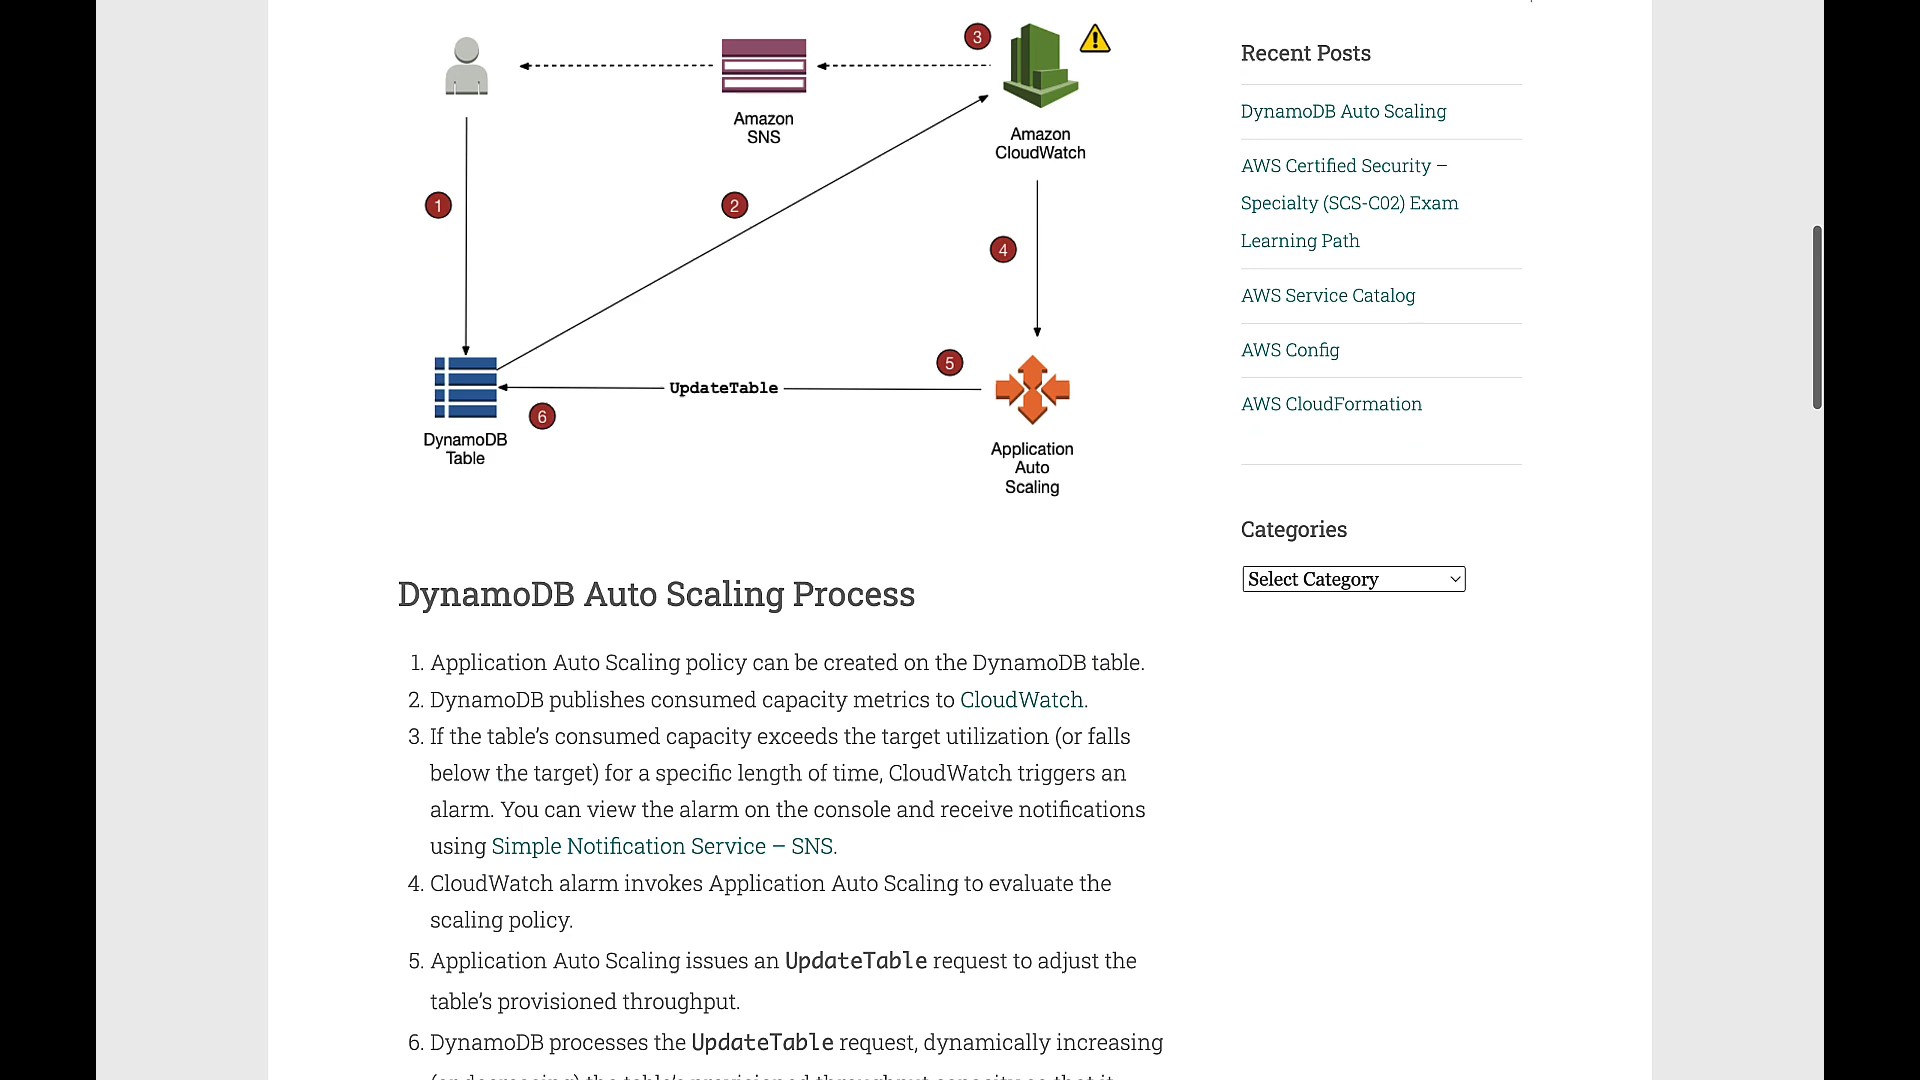 3
Amazon
SNS
Amazon
CloudWatch
1
2
4
5
UpdateTable
6
DynamoDB
Table
Application
Auto
Scaling
DynamoDB Auto Scaling Process
1. Application Auto Scaling policy can be created on the DynamoDB table.
2. DynamoDB publishes consumed capacity metrics to CloudWatch.
3. If the table’s consumed capacity exceeds the target utilization (or falls
below the target) for a specific length of time, CloudWatch triggers an
alarm. You can view the alarm on the console and receive notifications
using Simple Notification Service – SNS.
4. CloudWatch alarm invokes Application Auto Scaling to evaluate the
scaling policy.
5. Application Auto Scaling issues an UpdateTable request to adjust the
table’s provisioned throughput.
6. DynamoDB processes the UpdateTable request, dynamically increasing
Recent Posts
DynamoDB Auto Scaling
AWS Certified Security –
Specialty (SCS-C02) Exam
Learning Path
AWS Service Catalog
AWS Config
AWS CloudFormation
Categories
Select Category